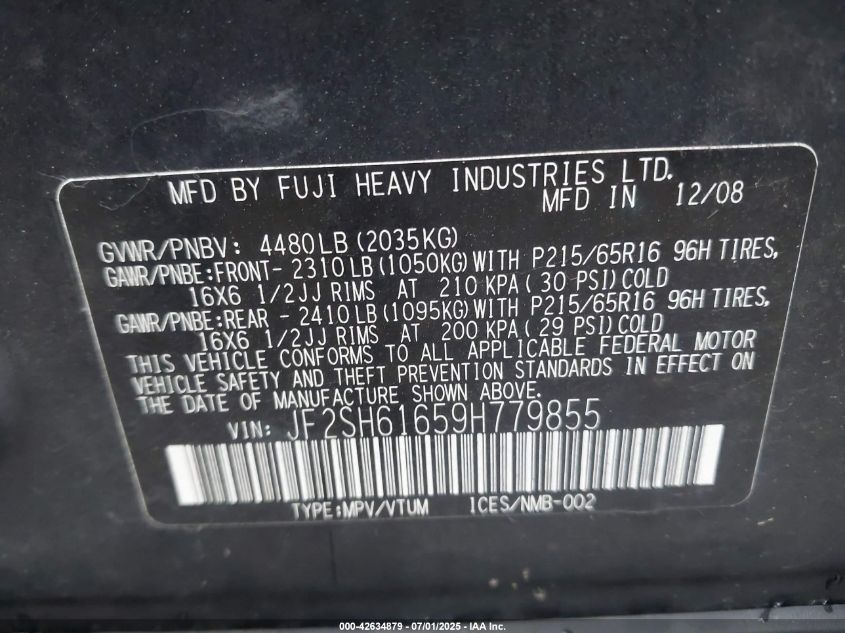 MFD BY FUJI HEAVY INDUSTRIES LTD.
MFD IN 12/08
GVWR/PNBV: 4480LB (2035KG)
GAWR/PNBE:FRONT- 2310LB (1050KG) WITH P215/65R16 96H TIRES,
16X6 1/2JJ RIMS AT 210 KPA ( 30 PSI) COLD
GAWR/PNBE:REAR - 2410LB (1095KG) WITH P215/65R16 96H TIRES,
16X6 1/2JJ RIMS AT 200 KPA ( 29 PSI) COLD
THIS VEHICLE CONFORMS TO ALL APPLICABLE FEDERAL MOTOR
VEHICLE SAFETY AND THEFT PREVENTION STANDARDS IN EFFECT ON
THE DATE OF MANUFACTURE SHOWN ABOVE.
VIN: JF2SH61659H779855
TYPE:MPV/VTUM ICES/NMB-002
000-42634879 - 07/01/2025 - IAA Inc.